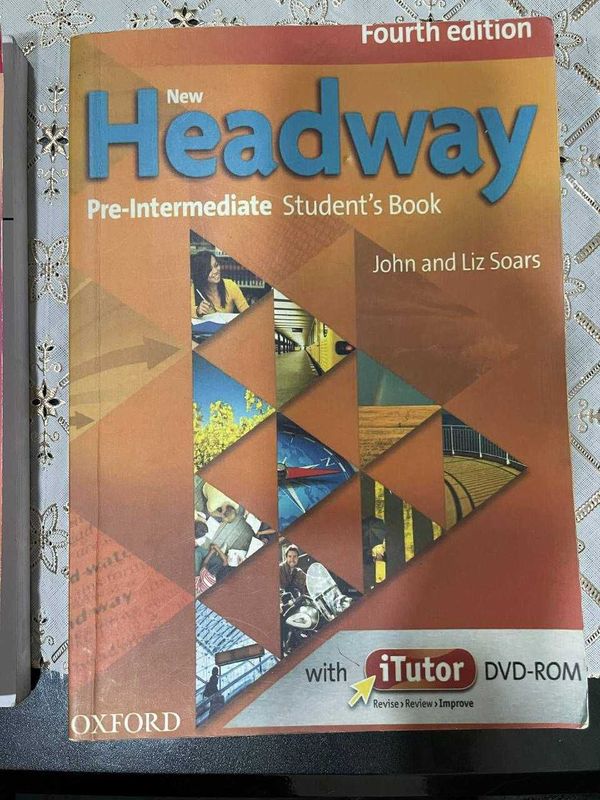 Fourth edition
New
Headway
Pre-Intermediate Student's Book
John and Liz Soars
with iTutor DVD-ROM
Revise › Review › Improve
OXFORD